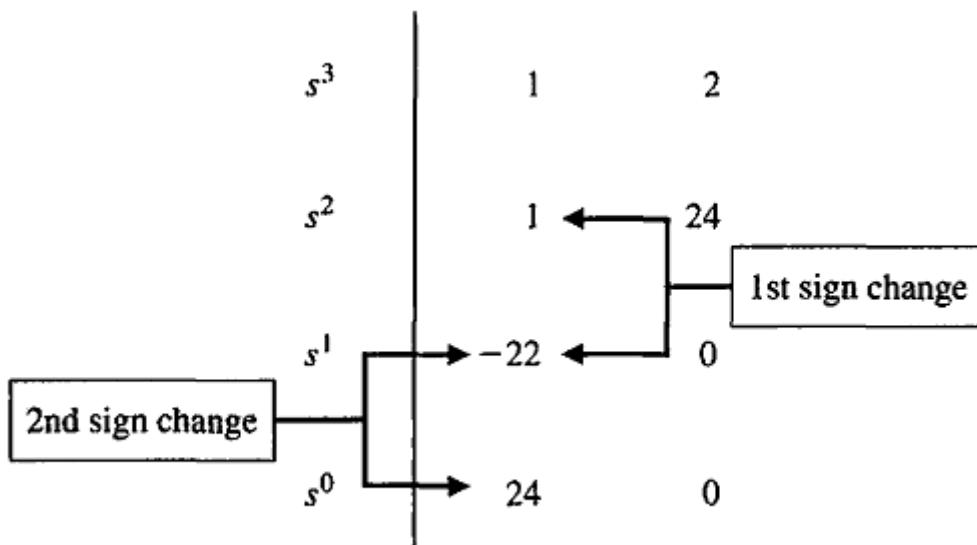 s³ 1 2
s² 1 24
1st sign change
s¹ −22 0
2nd sign change
s⁰ 24 0